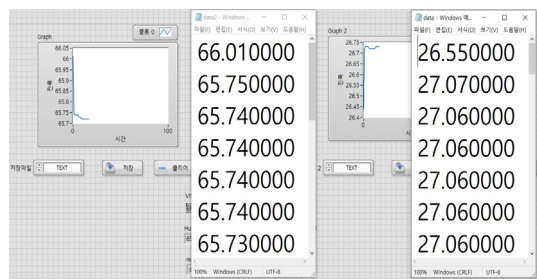 Graph
플롯 0
66.05
66
65.95
65.9
65.85
65.8
65.75
65.7
진폭
0
100
시간
저장파일
TEXT
저장
클리어
data2 - Windows...
파일(F) 편집(E) 서식(O) 보기(V) 도움말(H)
66.010000
65.750000
65.740000
65.740000
65.740000
65.740000
65.730000
100% Windows (CRLF) UTF-8
Graph 2
26.75
26.7
26.65
26.6
26.55
26.5
26.45
26.4
진폭
0
2
TEXT
data - Windows 메...
파일(F) 편집(E) 서식(O) 보기(V) 도움말(H)
26.550000
27.070000
27.060000
27.060000
27.060000
27.060000
27.060000
100% Windows (CRLF) UTF-8